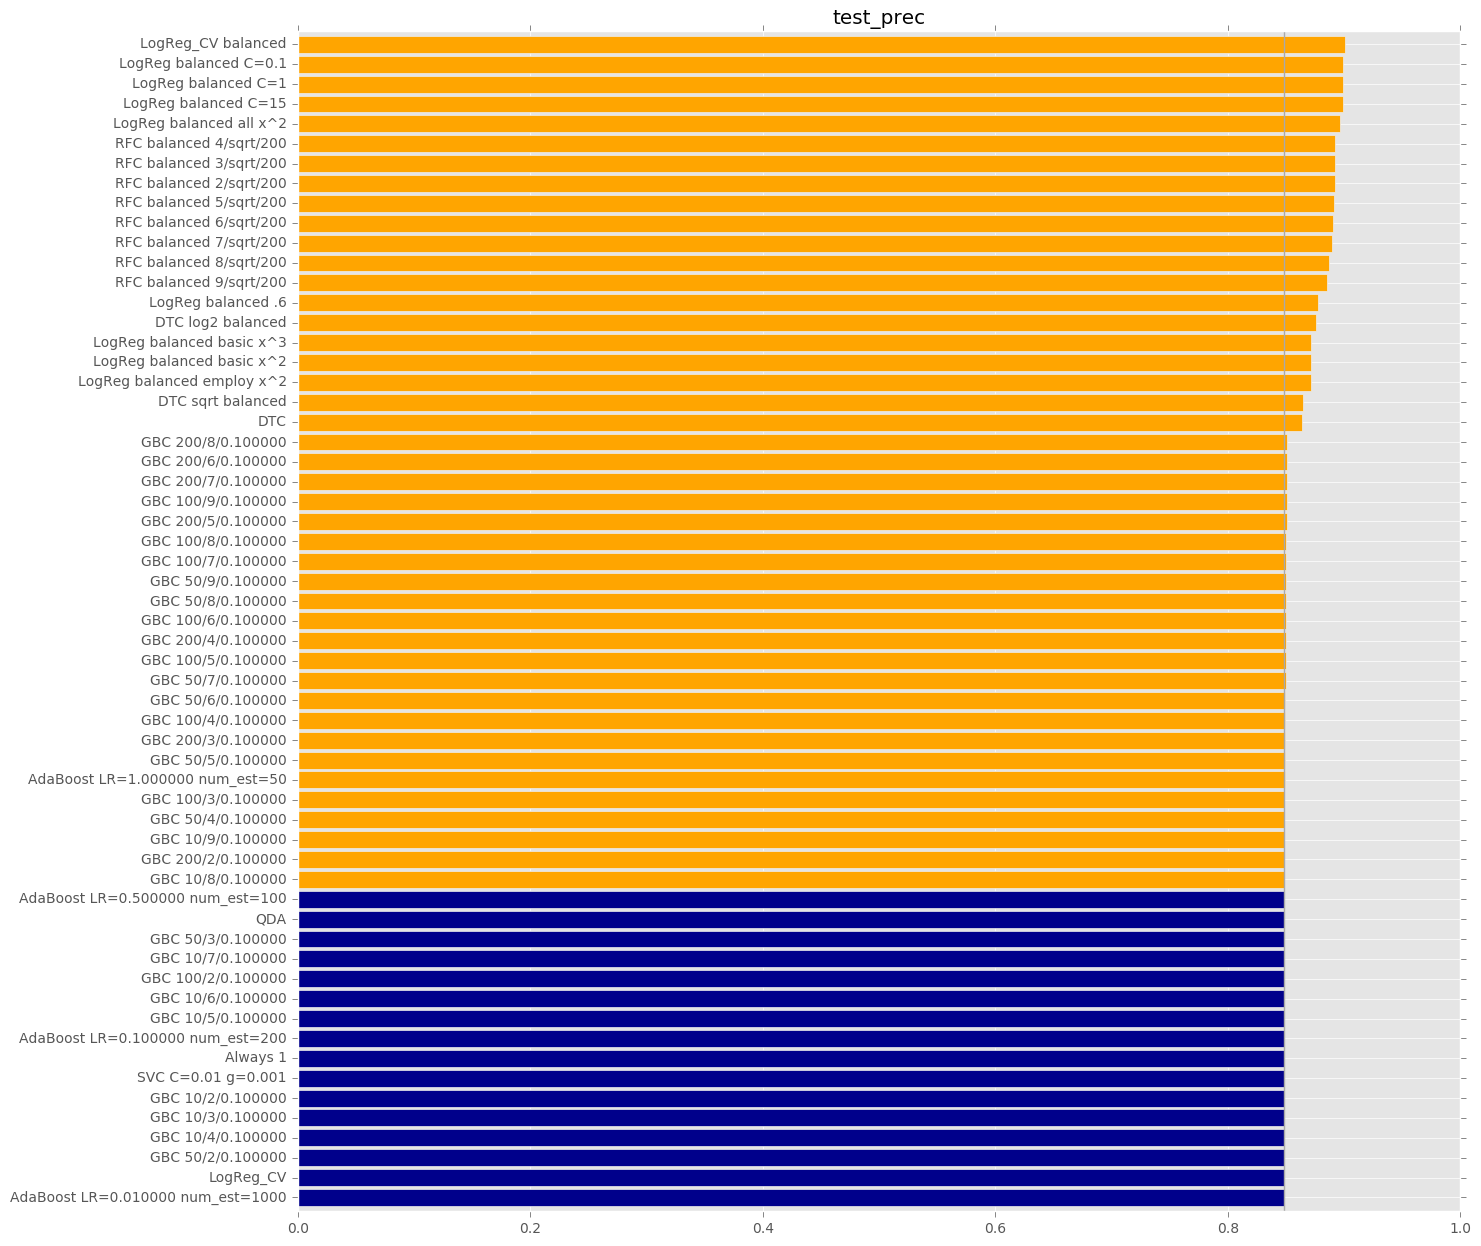 test_prec
LogReg_CV balanced
LogReg balanced C=0.1
LogReg balanced C=1
LogReg balanced C=15
LogReg balanced all x^2
RFC balanced 4/sqrt/200
RFC balanced 3/sqrt/200
RFC balanced 2/sqrt/200
RFC balanced 5/sqrt/200
RFC balanced 6/sqrt/200
RFC balanced 7/sqrt/200
RFC balanced 8/sqrt/200
RFC balanced 9/sqrt/200
LogReg balanced .6
DTC log2 balanced
LogReg balanced basic x^3
LogReg balanced basic x^2
LogReg balanced employ x^2
DTC sqrt balanced
DTC
GBC 200/8/0.100000
GBC 200/6/0.100000
GBC 200/7/0.100000
GBC 100/9/0.100000
GBC 200/5/0.100000
GBC 100/8/0.100000
GBC 100/7/0.100000
GBC 50/9/0.100000
GBC 50/8/0.100000
GBC 100/6/0.100000
GBC 200/4/0.100000
GBC 100/5/0.100000
GBC 50/7/0.100000
GBC 50/6/0.100000
GBC 100/4/0.100000
GBC 200/3/0.100000
GBC 50/5/0.100000
AdaBoost LR=1.000000 num_est=50
GBC 100/3/0.100000
GBC 50/4/0.100000
GBC 10/9/0.100000
GBC 200/2/0.100000
GBC 10/8/0.100000
AdaBoost LR=0.500000 num_est=100
QDA
GBC 50/3/0.100000
GBC 10/7/0.100000
GBC 100/2/0.100000
GBC 10/6/0.100000
GBC 10/5/0.100000
AdaBoost LR=0.100000 num_est=200
Always 1
SVC C=0.01 g=0.001
GBC 10/2/0.100000
GBC 10/3/0.100000
GBC 10/4/0.100000
GBC 50/2/0.100000
LogReg_CV
AdaBoost LR=0.010000 num_est=1000
0.0 0.2 0.4 0.6 0.8 1.0